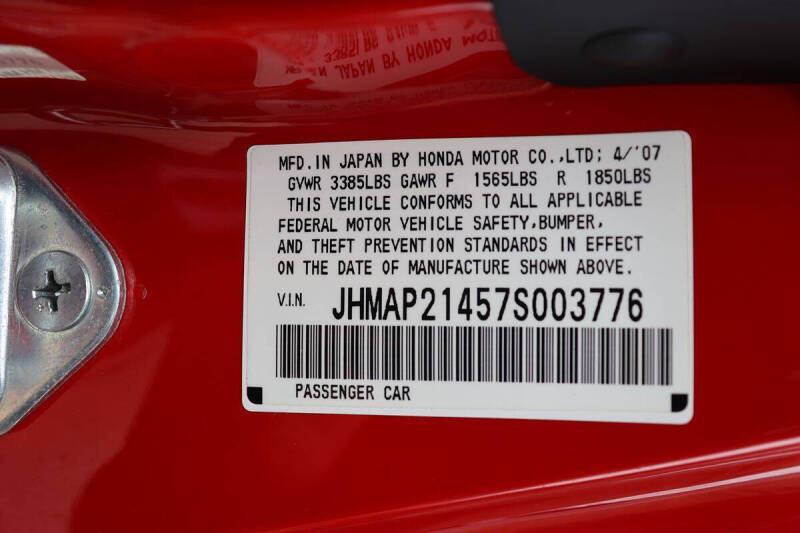 MFD.IN JAPAN BY HONDA MOTOR CO.,LTD; 4/'07
GVWR 3385LBS GAWR F 1565LBS R 1850LBS
THIS VEHICLE CONFORMS TO ALL APPLICABLE
FEDERAL MOTOR VEHICLE SAFETY,BUMPER,
AND THEFT PREVENTION STANDARDS IN EFFECT
ON THE DATE OF MANUFACTURE SHOWN ABOVE.
V.I.N. JHMAP21457S003776
PASSENGER CAR